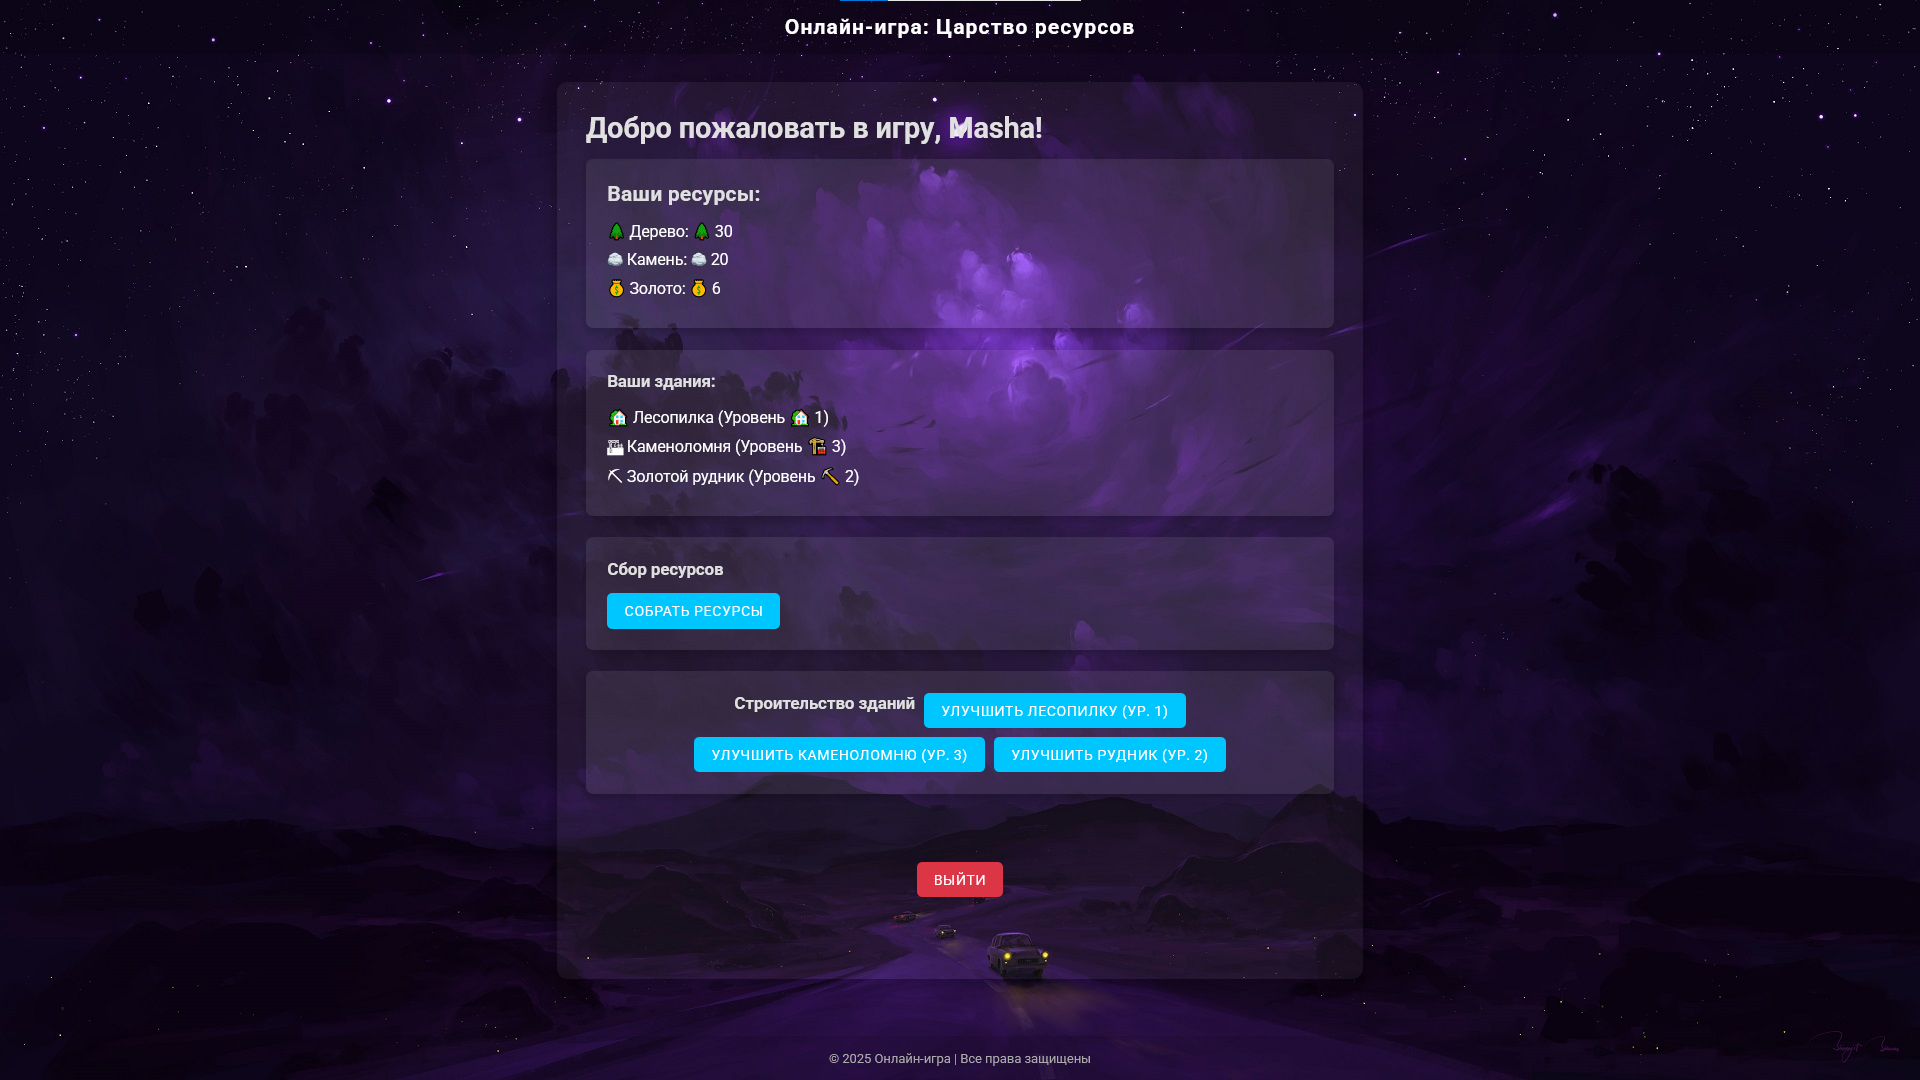 Онлайн-игра: Царство ресурсов
Добро пожаловать в игру, Masha!
Ваши ресурсы:
🌲 Дерево: 🌲 30
🪨 Камень: 🪨 20
💰 Золото: 💰 6
Ваши здания:
🏡 Лесопилка (Уровень 🏡 1)
🏗 Каменоломня (Уровень 🏗️ 3)
⛏ Золотой рудник (Уровень ⛏️ 2)
Сбор ресурсов
СОБРАТЬ РЕСУРСЫ
Строительство зданий УЛУЧШИТЬ ЛЕСОПИЛКУ (УР. 1)
УЛУЧШИТЬ КАМЕНОЛОМНЮ (УР. 3) УЛУЧШИТЬ РУДНИК (УР. 2)
ВЫЙТИ
© 2025 Онлайн-игра | Все права защищены